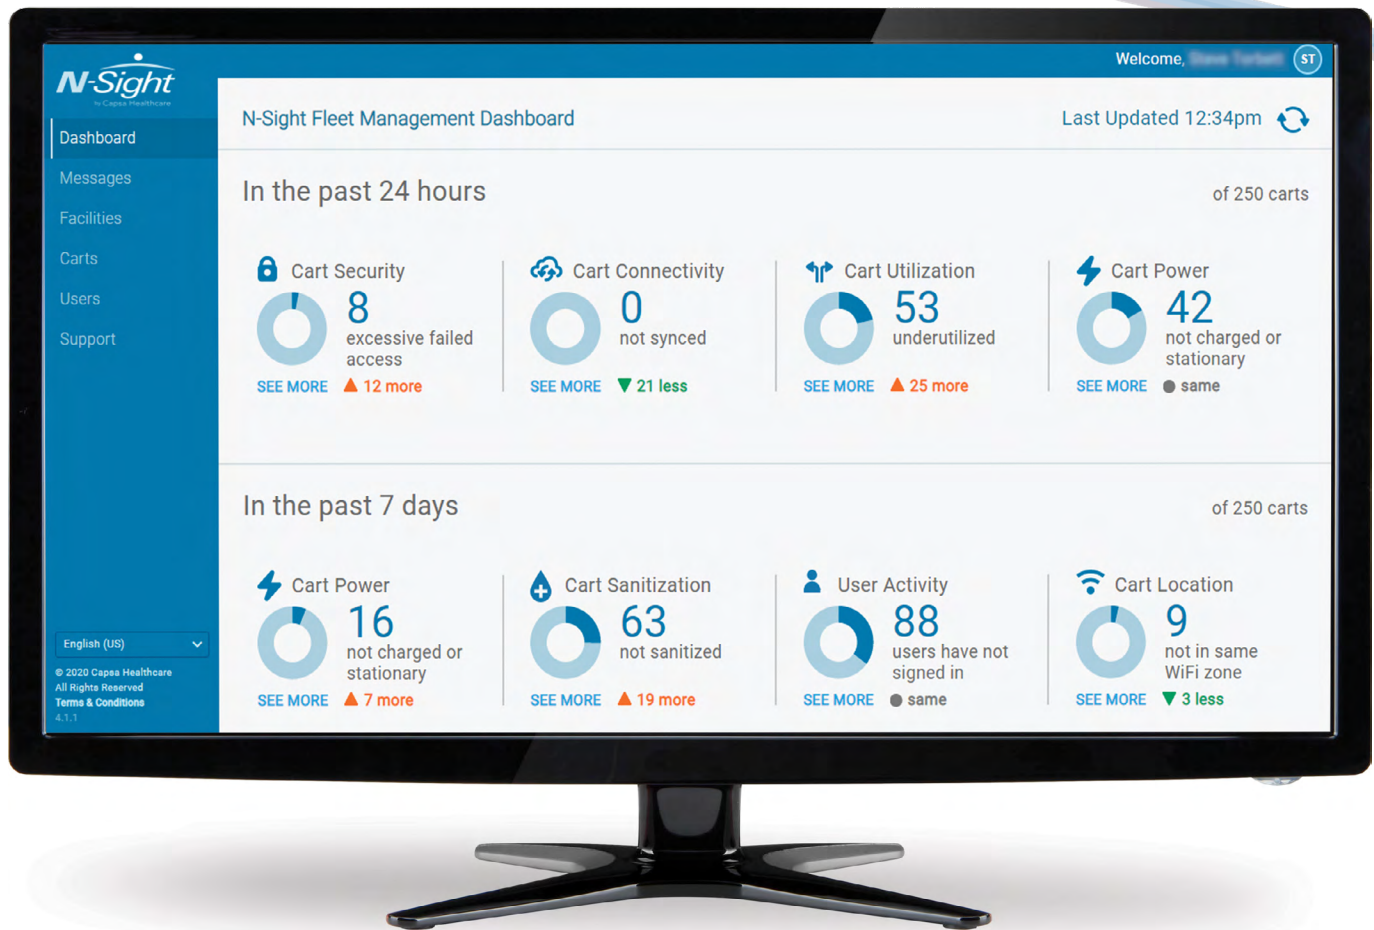 Welcome,
ST
N-Sight
by Capsa Healthcare
Dashboard
Messages
Facilities
Carts
Users
Support
English (US)
© 2020 Capsa Healthcare
All Rights Reserved
Terms & Conditions
4.1.1
N-Sight Fleet Management Dashboard
Last Updated 12:34pm
In the past 24 hours
of 250 carts
Cart Security
8
excessive failed
access
SEE MORE
12 more
Cart Connectivity
0
not synced
SEE MORE
21 less
Cart Utilization
53
underutilized
SEE MORE
25 more
Cart Power
42
not charged or
stationary
SEE MORE
same
In the past 7 days
of 250 carts
Cart Power
16
not charged or
stationary
SEE MORE
7 more
Cart Sanitization
63
not sanitized
SEE MORE
19 more
User Activity
88
users have not
signed in
SEE MORE
same
Cart Location
9
not in same
WiFi zone
SEE MORE
3 less